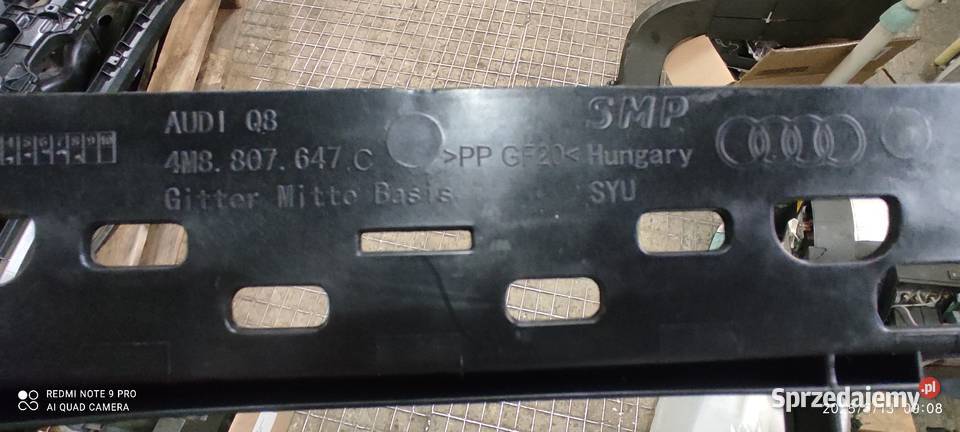 AUDI Q8
4M8.807.647.C
Gitter Mitte Basis
>PP GF20<
SMP
Hungary
SYU
REDMI NOTE 9 PRO
AI QUAD CAMERA
Sprzedajemy.pl